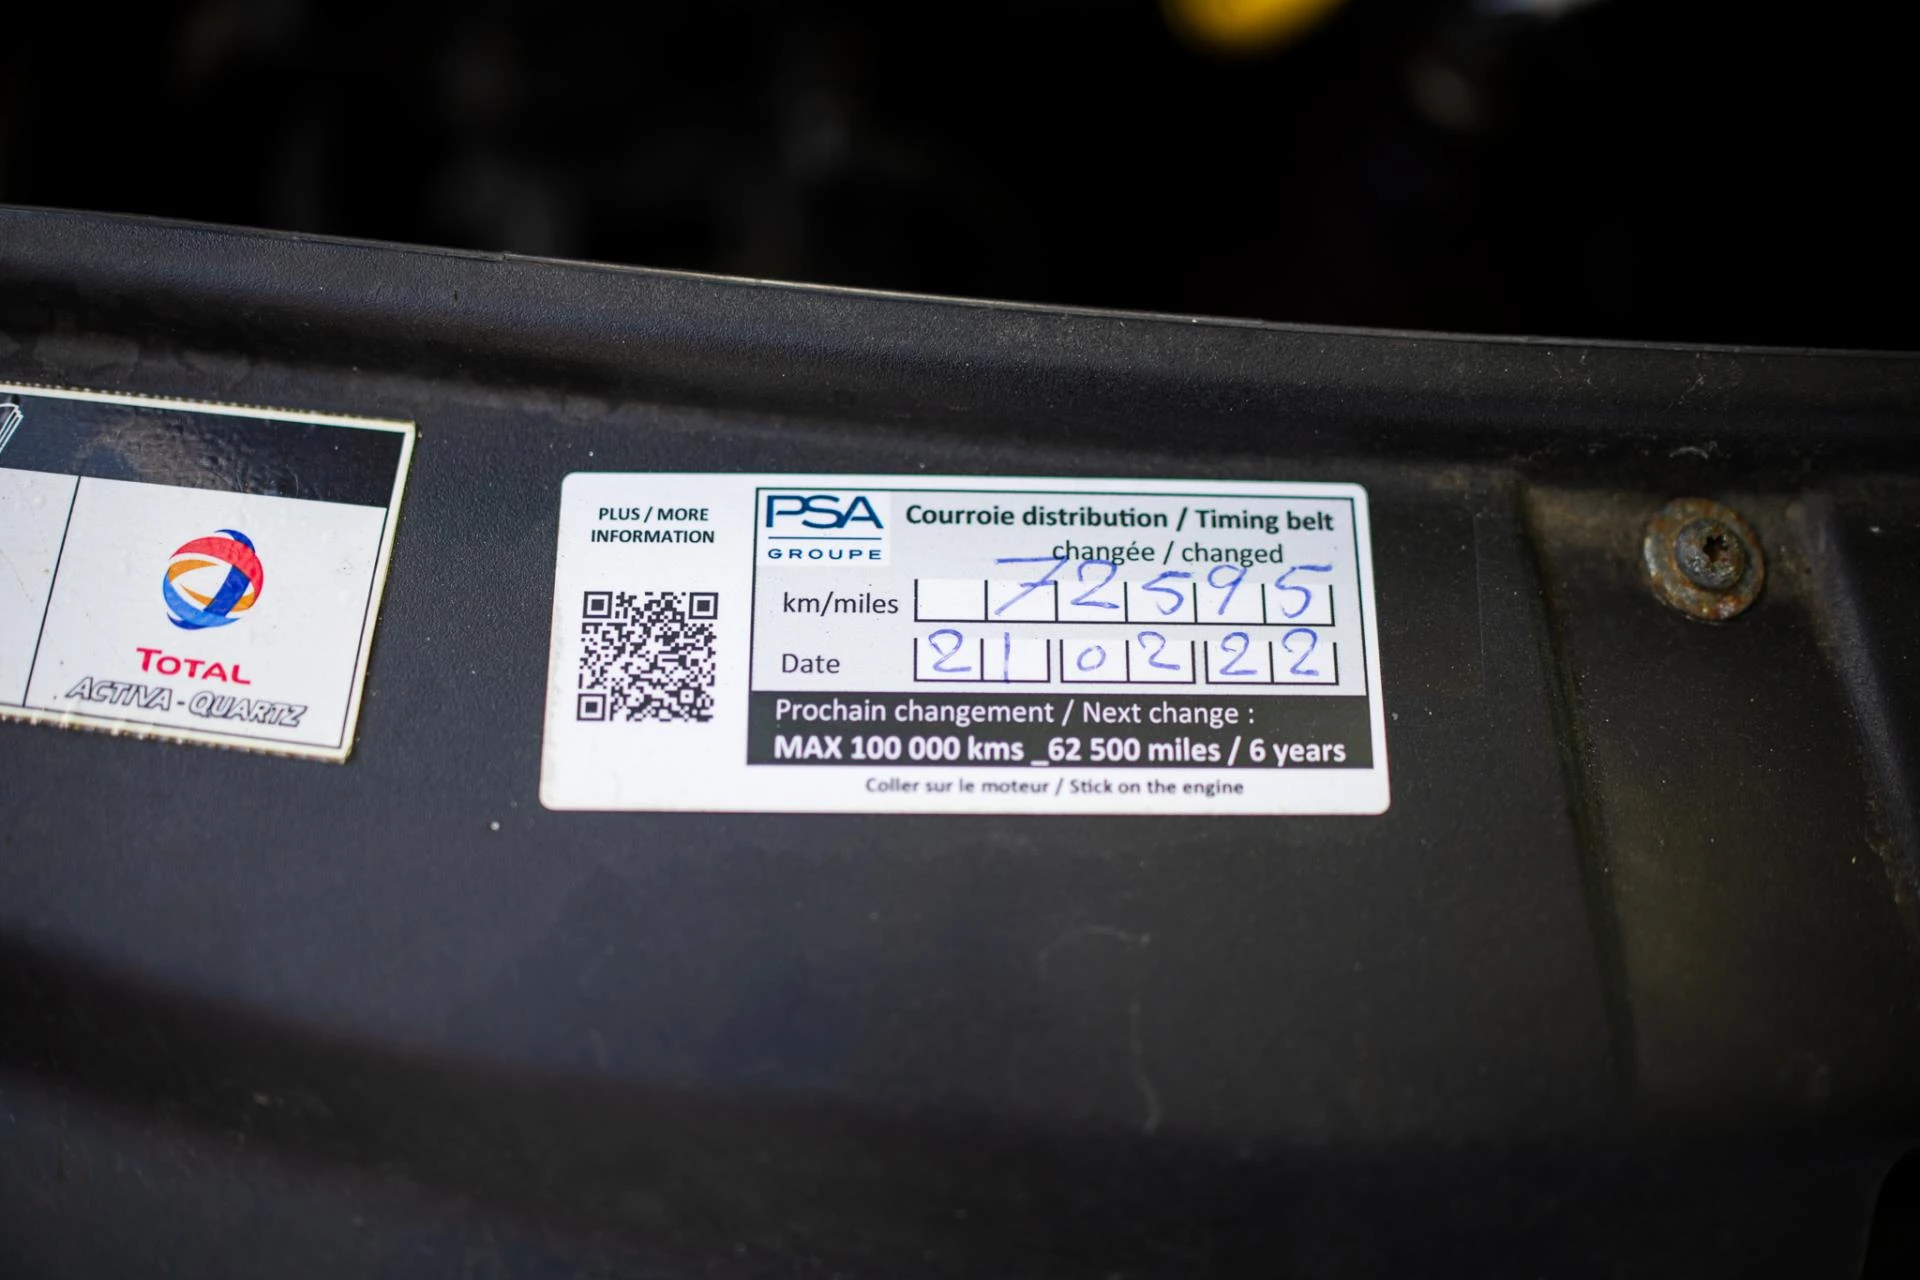 TOTAL
ACTIVA - QUARTZ
PLUS / MORE
INFORMATION
PSA
GROUPE
Courroie distribution / Timing belt
changée / changed
km/miles 72595
Date 21 02 22
Prochain changement / Next change :
MAX 100 000 kms _62 500 miles / 6 years
Coller sur le moteur / Stick on the engine